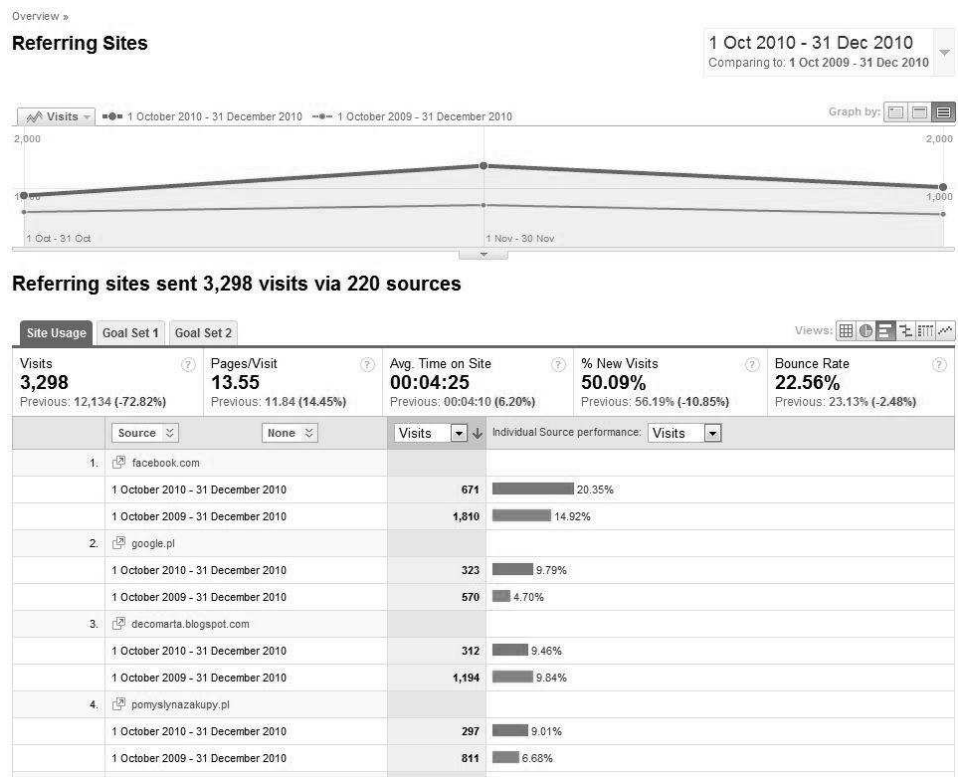 Overview »
Referring Sites
1 Oct 2010 - 31 Dec 2010
Comparing to: 1 Oct 2009 - 31 Dec 2010
Visits 1 October 2010 - 31 December 2010 1 October 2009 - 31 December 2010
Graph by:
2,000 2,000
1,000 1,000
1 Oct - 31 Oct 1 Nov - 30 Nov
Referring sites sent 3,298 visits via 220 sources
Site Usage Goal Set 1 Goal Set 2
Views:
Visits ? Pages/Visit ? Avg. Time on Site ? % New Visits ? Bounce Rate ?
3,298 13.55 00:04:25 50.09% 22.56%
Previous: 12,134 (-72.82%) Previous: 11.84 (14.45%) Previous: 00:04:10 (6.20%) Previous: 56.19% (-10.85%) Previous: 23.13% (-2.48%)
Source None Visits Individual Source performance: Visits
1. facebook.com
1 October 2010 - 31 December 2010 671 20.35%
1 October 2009 - 31 December 2010 1,810 14.92%
2. google.pl
1 October 2010 - 31 December 2010 323 9.79%
1 October 2009 - 31 December 2010 570 4.70%
3. decomarta.blogspot.com
1 October 2010 - 31 December 2010 312 9.46%
1 October 2009 - 31 December 2010 1,194 9.84%
4. pomyslynazakupy.pl
1 October 2010 - 31 December 2010 297 9.01%
1 October 2009 - 31 December 2010 811 6.68%